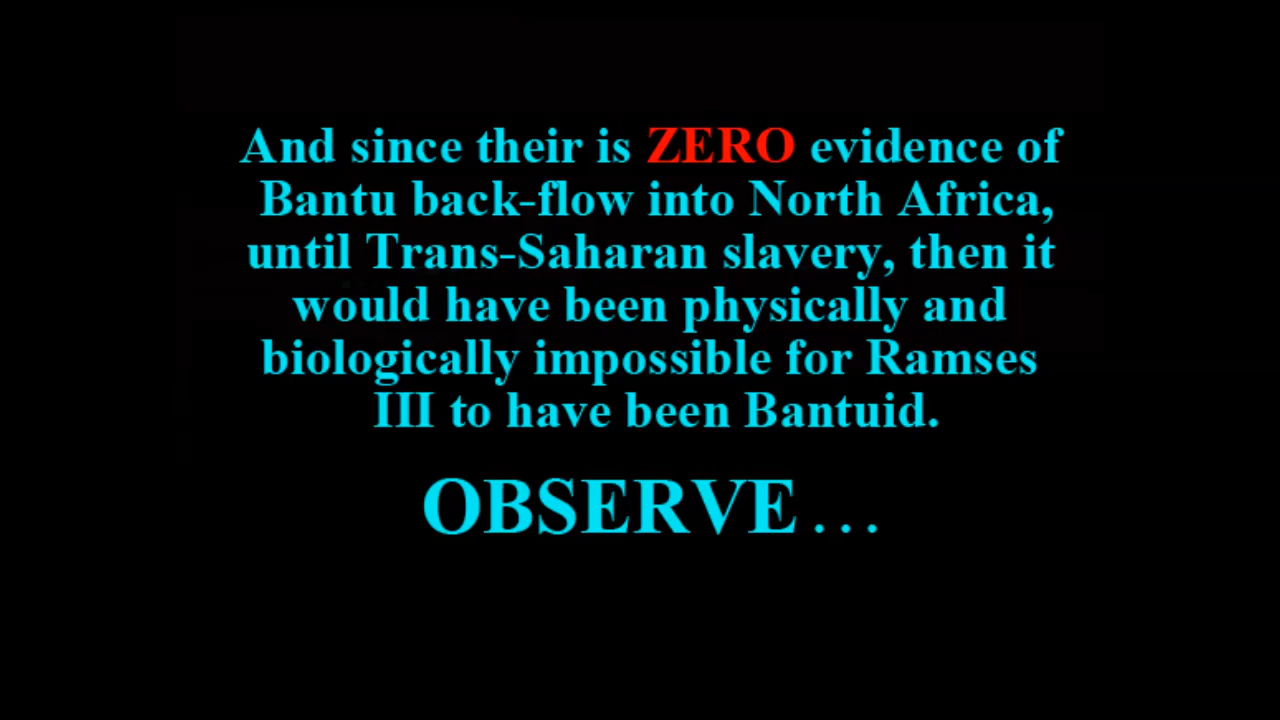 And since their is ZERO evidence of
Bantu back-flow into North Africa,
until Trans-Saharan slavery, then it
would have been physically and
biologically impossible for Ramses
III to have been Bantuid.
OBSERVE...